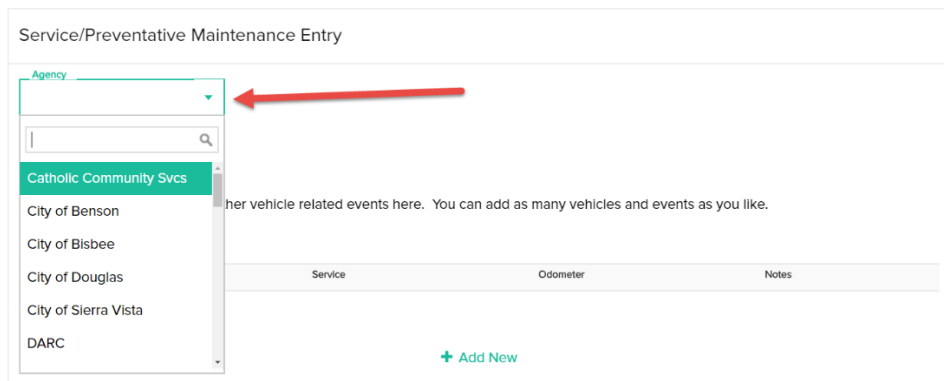 Service/Preventative Maintenance Entry
Agency
Catholic Community Svcs
City of Benson
her vehicle related events here. You can add as many vehicles and events as you like.
City of Bisbee
City of Douglas
Service Odometer Notes
City of Sierra Vista
DARC
+ Add New